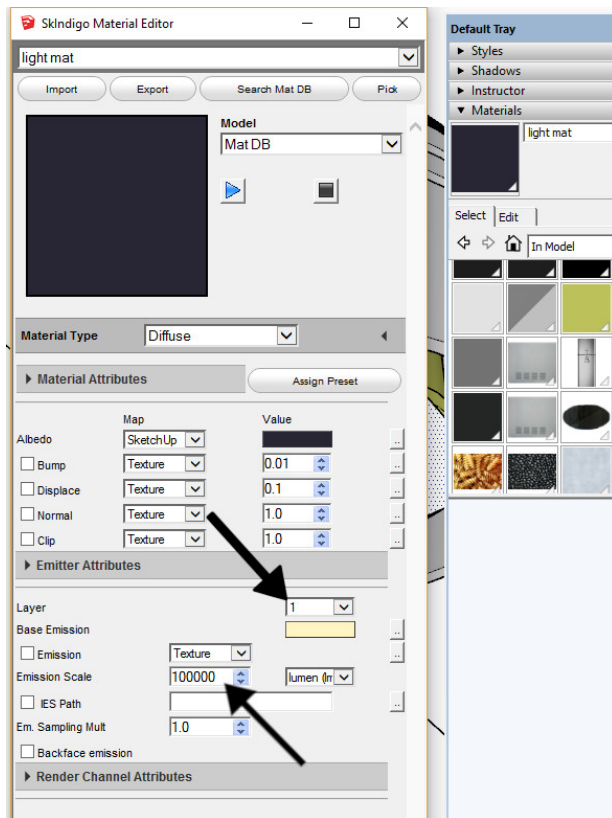 SkIndigo Material Editor
light mat
Import Export Search Mat DB Pick
Model
Mat DB
Material Type Diffuse
Material Attributes Assign Preset
Map Value
Albedo SketchUp ..
Bump Texture 0.01 ..
Displace Texture 0.1 ..
Normal Texture 1.0 ..
Clip Texture 1.0 ..
Emitter Attributes
Layer 1
Base Emission ..
Emission Texture ..
Emission Scale 100000 lumen (lm
IES Path ..
Em. Sampling Mult 1.0
Backface emission
Render Channel Attributes
Default Tray
Styles
Shadows
Instructor
Materials
light mat
Select Edit
In Model